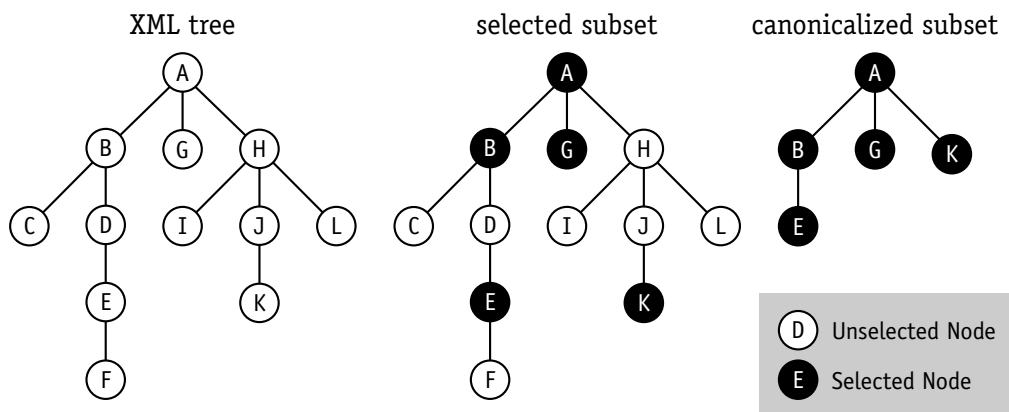 XML tree
selected subset
canonicalized subset
A
B
G
H
C
D
I
J
L
E
K
F
A
B
G
H
C
D
I
J
L
E
K
F
A
B
G
K
E
D Unselected Node
E Selected Node